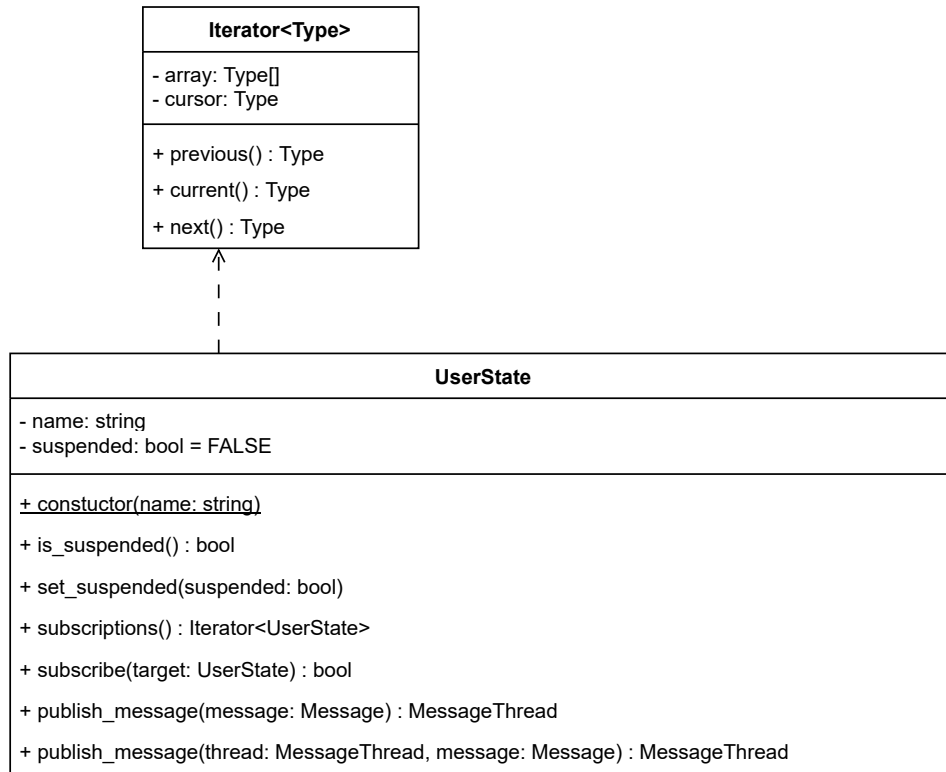 Iterator<Type>
- array: Type[]
- cursor: Type
+ previous() : Type
+ current() : Type
+ next() : Type
UserState
- name: string
- suspended: bool = FALSE
+ constuctor(name: string)
+ is_suspended() : bool
+ set_suspended(suspended: bool)
+ subscriptions() : Iterator<UserState>
+ subscribe(target: UserState) : bool
+ publish_message(message: Message) : MessageThread
+ publish_message(thread: MessageThread, message: Message) : MessageThread